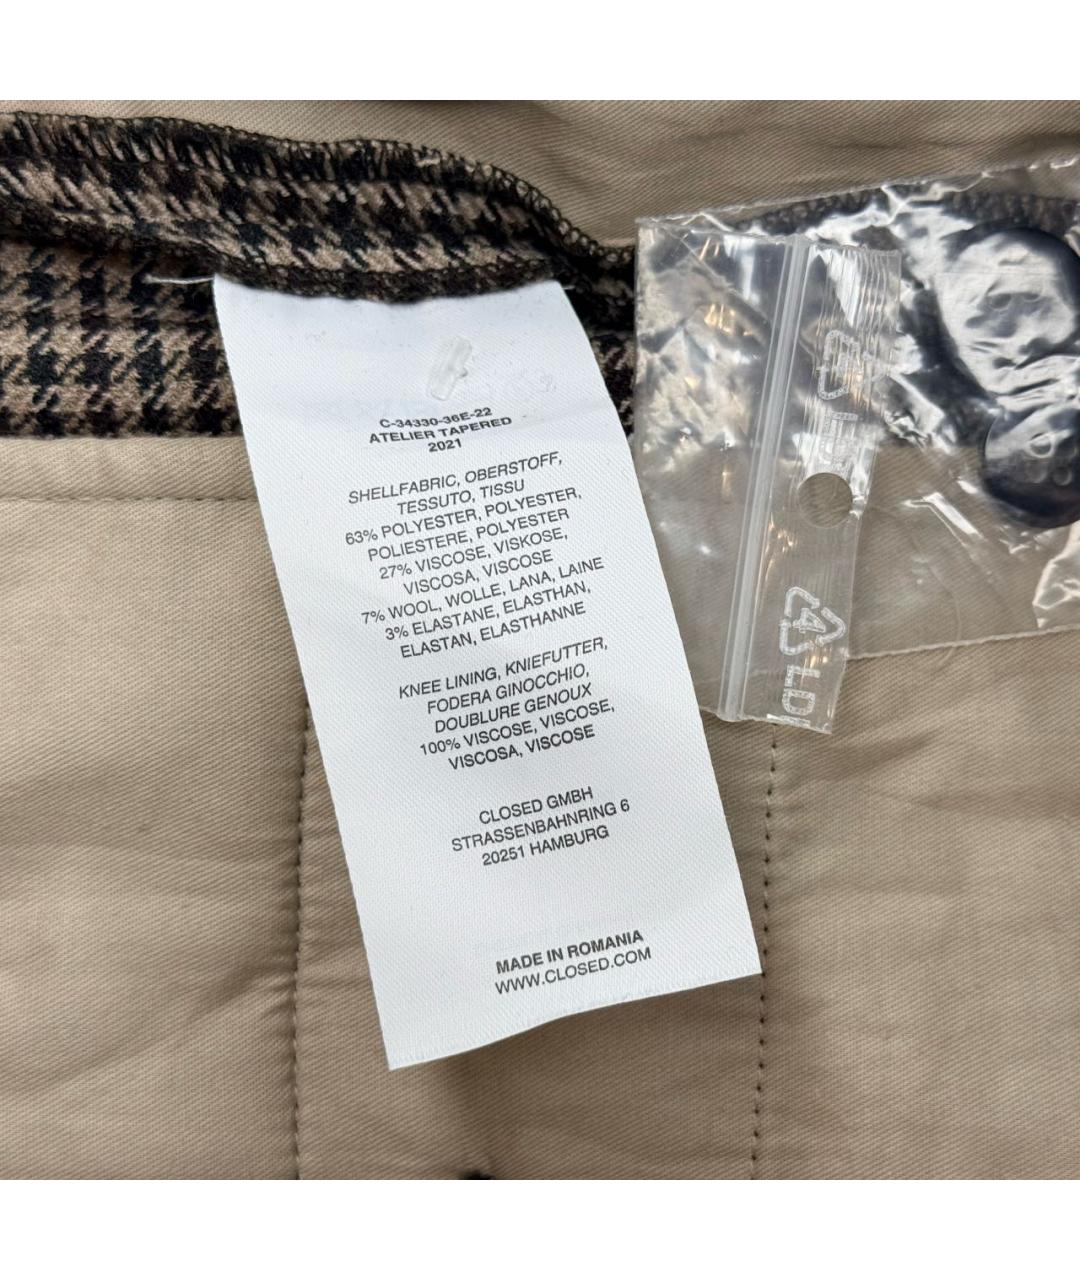 C-34330-36E-22
ATELIER TAPERED
2021
SHELLFABRIC, OBERSTOFF,
TESSUTO, TISSU
63% POLYESTER, POLYESTER,
POLIESTERE, POLYESTER
27% VISCOSE, VISKOSE,
VISCOSA, VISCOSE
7% WOOL, WOLLE, LANA, LAINE
3% ELASTANE, ELASTHAN,
ELASTAN, ELASTHANNE
KNEE LINING, KNIEFUTTER,
FODERA GINOCCHIO,
DOUBLURE GENOUX
100% VISCOSE, VISCOSE,
VISCOSA, VISCOSE
CLOSED GMBH
STRASSENBAHNRING 6
20251 HAMBURG
MADE IN ROMANIA
WWW.CLOSED.COM
4